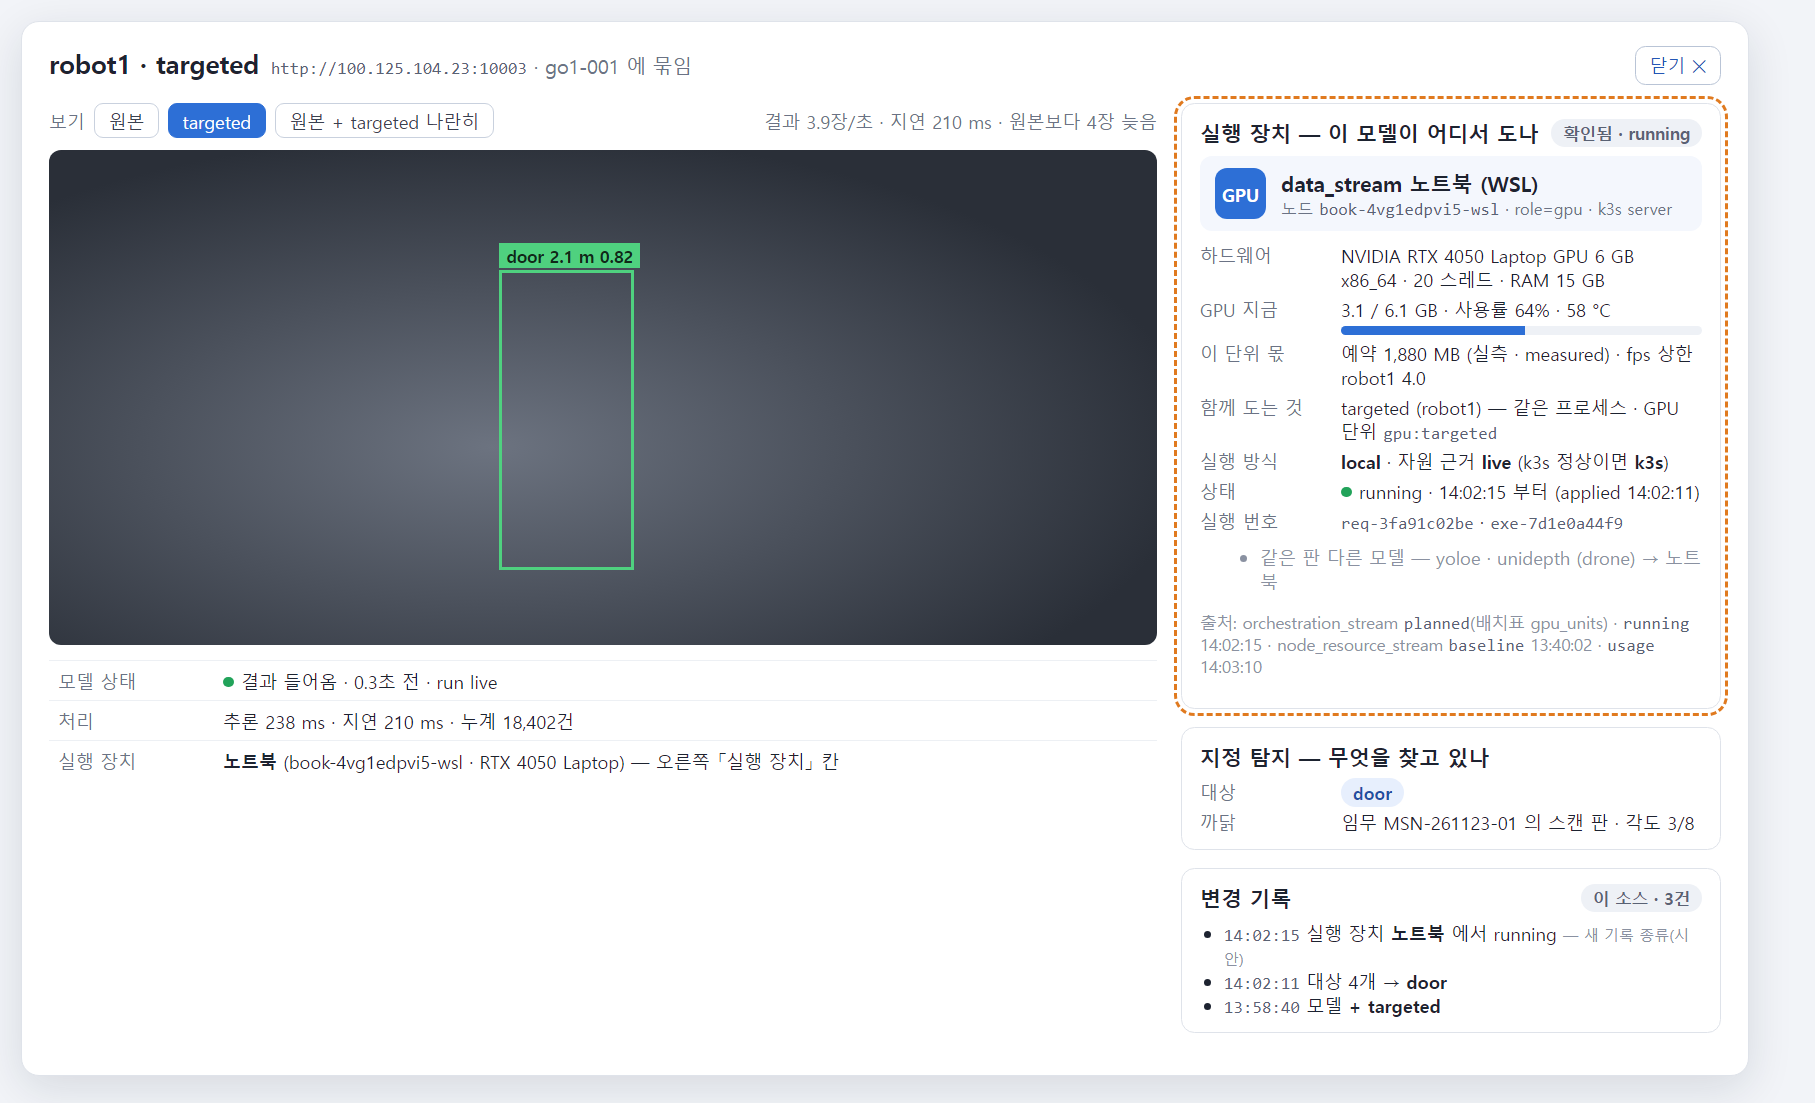 robot1 · targeted http://100.125.104.23:10003 · go1-001 에 묶임
닫기 ×
보기 원본 targeted 원본 + targeted 나란히
결과 3.9장/초 · 지연 210 ms · 원본보다 4장 늦음
door 2.1 m 0.82
모델 상태 결과 들어옴 · 0.3초 전 · run live
처리 추론 238 ms · 지연 210 ms · 누계 18,402건
실행 장치 노트북 (book-4vg1edpvi5-wsl · RTX 4050 Laptop) — 오른쪽 「실행 장치」 칸
실행 장치 — 이 모델이 어디서 도나 확인됨 · running
GPU
data_stream 노트북 (WSL)
노드 book-4vg1edpvi5-wsl · role=gpu · k3s server
하드웨어 NVIDIA RTX 4050 Laptop GPU 6 GB
x86_64 · 20 스레드 · RAM 15 GB
GPU 지금 3.1 / 6.1 GB · 사용률 64% · 58 °C
이 단위 몫 예약 1,880 MB (실측 · measured) · fps 상한
robot1 4.0
함께 도는 것 targeted (robot1) — 같은 프로세스 · GPU
단위 gpu:targeted
실행 방식 local · 자원 근거 live (k3s 정상이면 k3s)
상태 running · 14:02:15 부터 (applied 14:02:11)
실행 번호 req-3fa91c02be · exe-7d1e0a44f9
• 같은 판 다른 모델 — yoloe · unidepth (drone) → 노트
북
출처: orchestration_stream planned(배치표 gpu_units) · running
14:02:15 · node_resource_stream baseline 13:40:02 · usage
14:03:10
지정 탐지 — 무엇을 찾고 있나
대상 door
까닭 임무 MSN-261123-01 의 스캔 판 · 각도 3/8
변경 기록 이 소스 · 3건
• 14:02:15 실행 장치 노트북 에서 running — 새 기록 종류(시
안)
• 14:02:11 대상 4개 → door
• 13:58:40 모델 + targeted